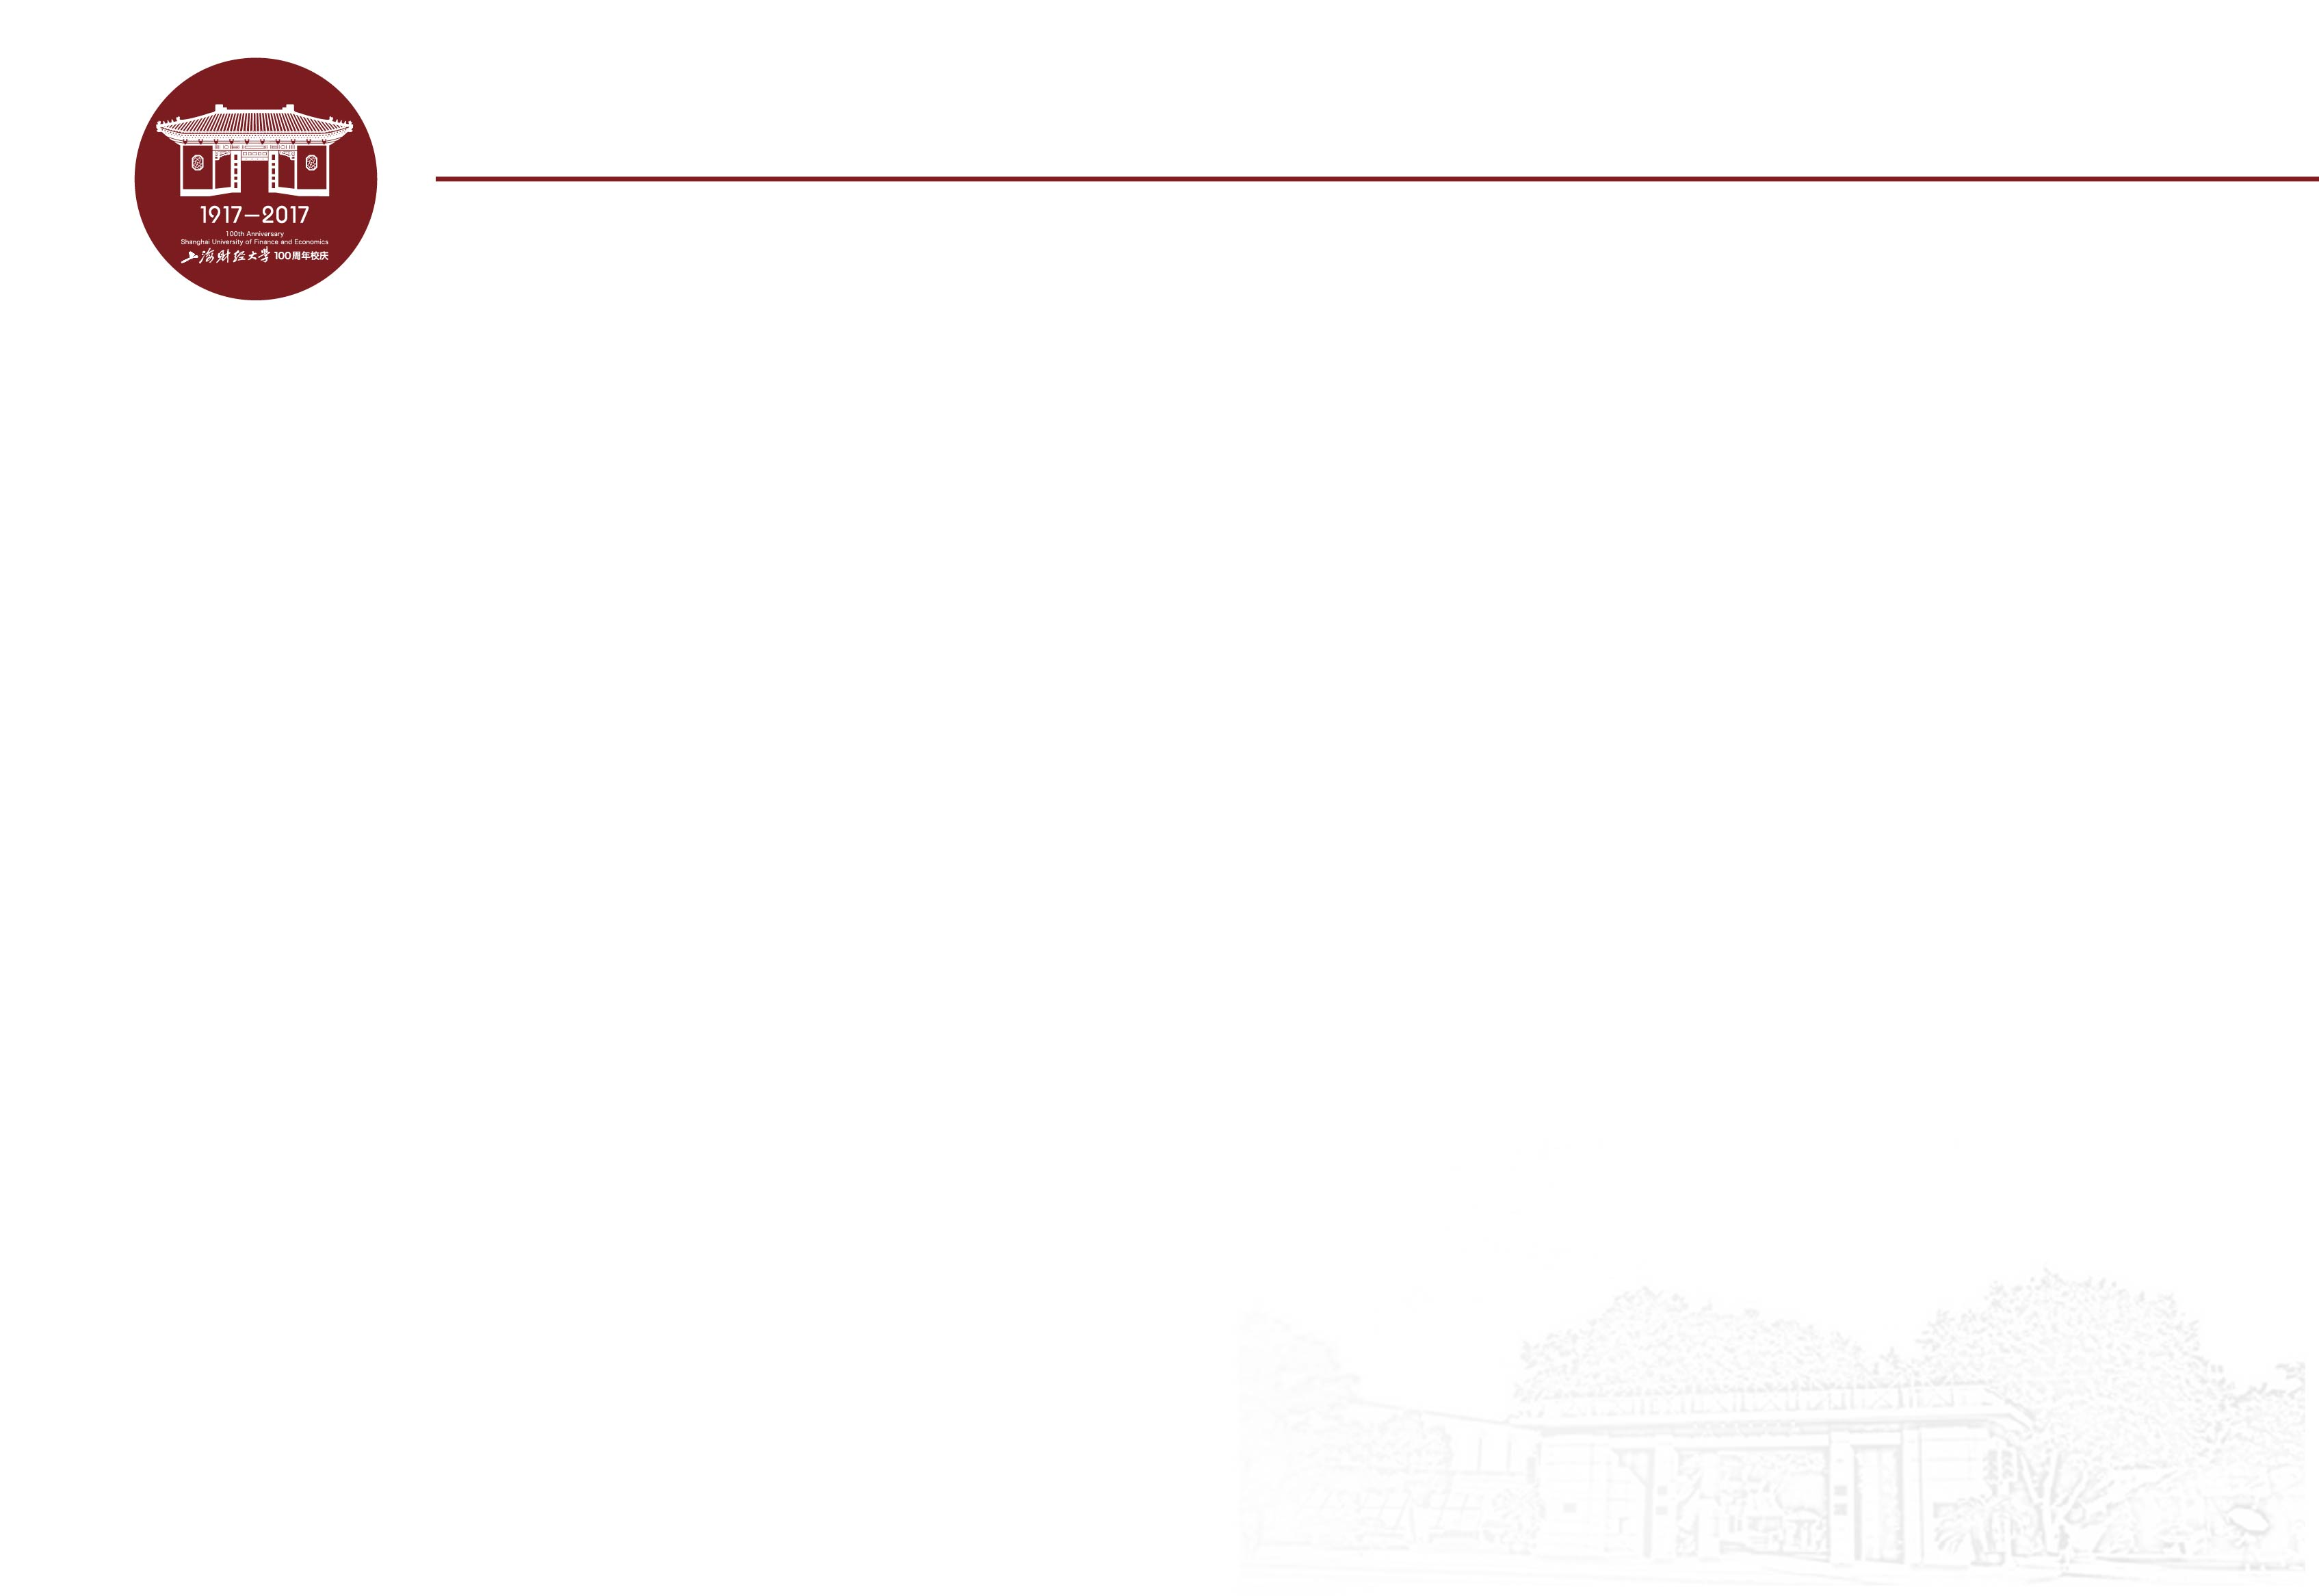 1917—2017
100th Anniversary
Shanghai University of Finance and Economics
上海财经大学 100周年校庆